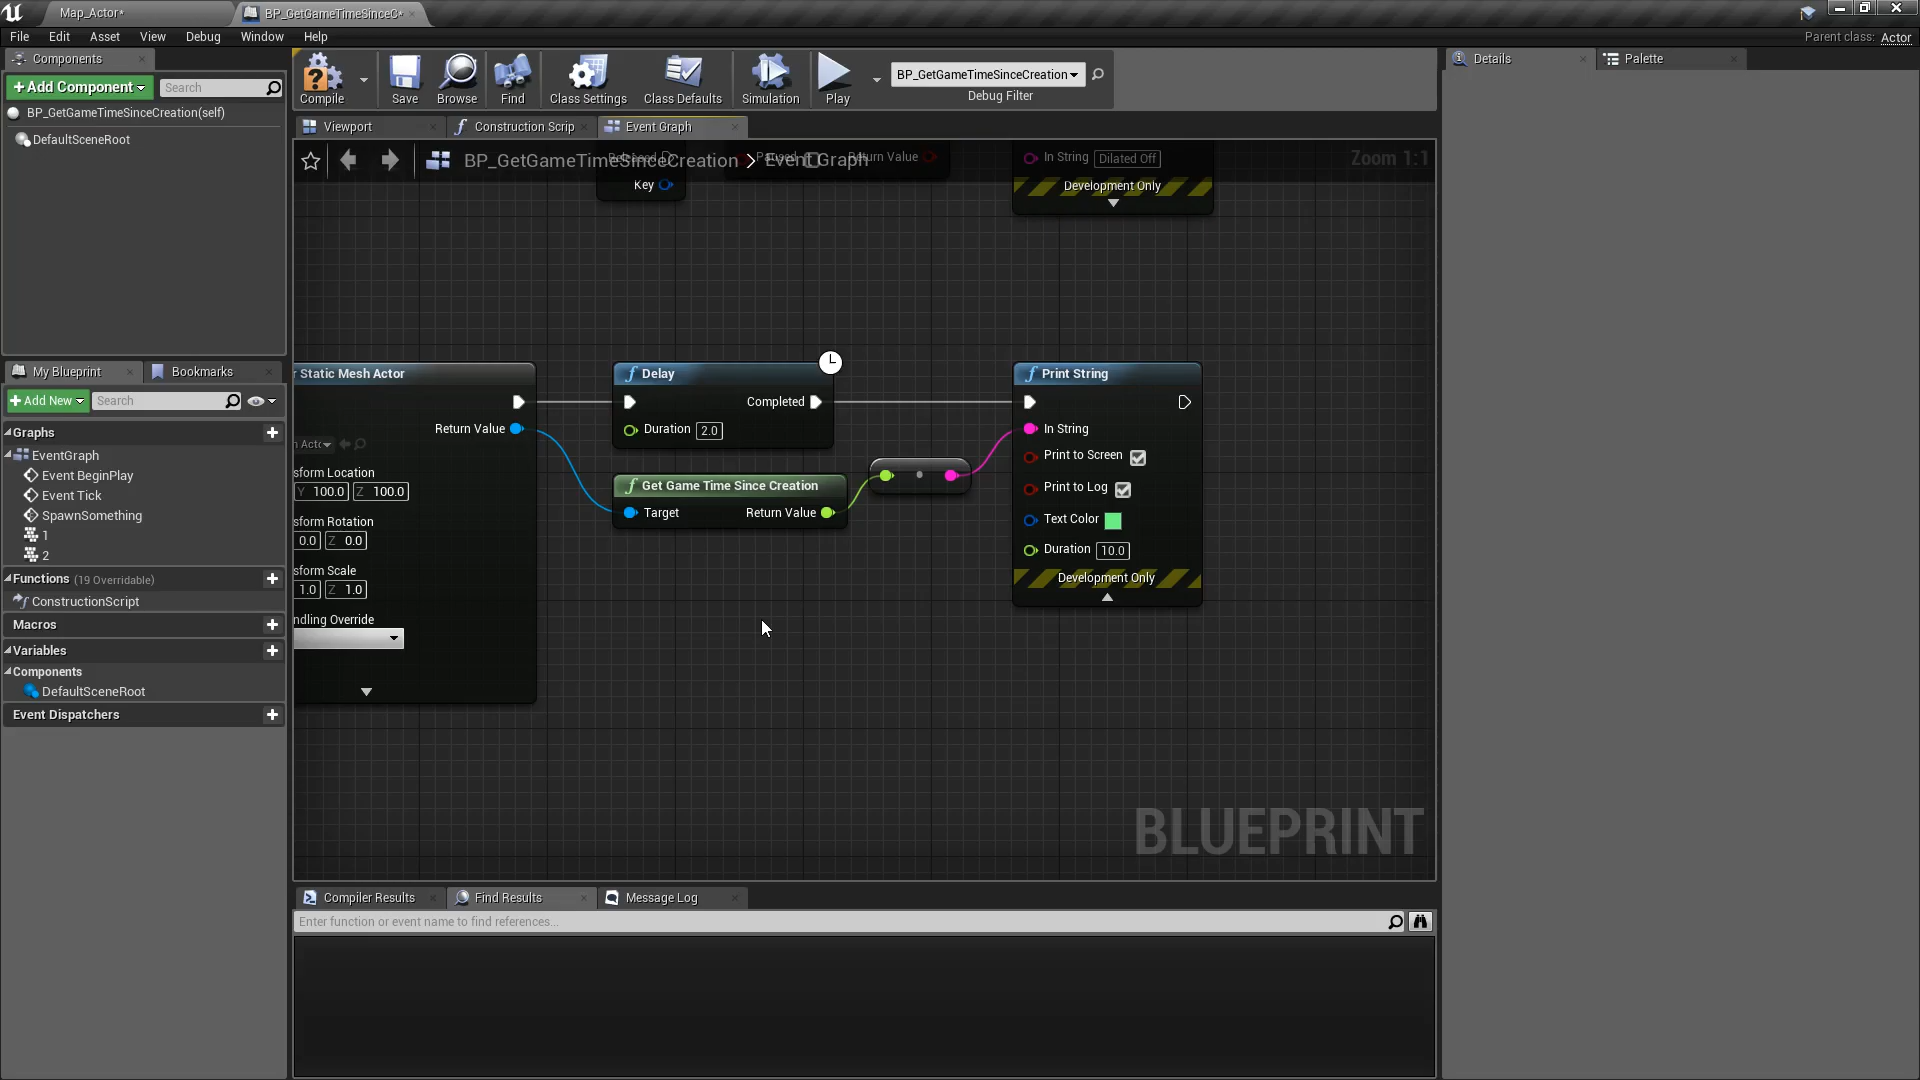 Map_Actor*
BP_GetGameTimeSinceC*
File Edit Asset View Debug Window Help
Parent class: Actor
Components
+Add Component
Search
BP_GetGameTimeSinceCreation(self)
DefaultSceneRoot
Compile
Save
Browse
Find
Class Settings
Class Defaults
Simulation
Play
BP_GetGameTimeSinceCreation
Debug Filter
Details
Palette
Viewport
Construction Scrip
Event Graph
BP_GetGameTimeSinceCreation > Event Graph
Zoom 1:1
Return Value
Key
In String Dilated Off
Development Only
My Blueprint
Bookmarks
+Add New
Search
Graphs
EventGraph
Event BeginPlay
Event Tick
SpawnSomething
1
2
Functions (19 Overridable)
ConstructionScript
Macros
Variables
Components
DefaultSceneRoot
Event Dispatchers
r Static Mesh Actor
Return Value
n Actc
sform Location
Y 100.0 Z 100.0
sform Rotation
0.0 Z 0.0
sform Scale
1.0 Z 1.0
ndling Override
f Delay
Completed
Duration 2.0
f Get Game Time Since Creation
Target
Return Value
f Print String
In String
Print to Screen
Print to Log
Text Color
Duration 10.0
Development Only
BLUEPRINT
Compiler Results
Find Results
Message Log
Enter function or event name to find references...